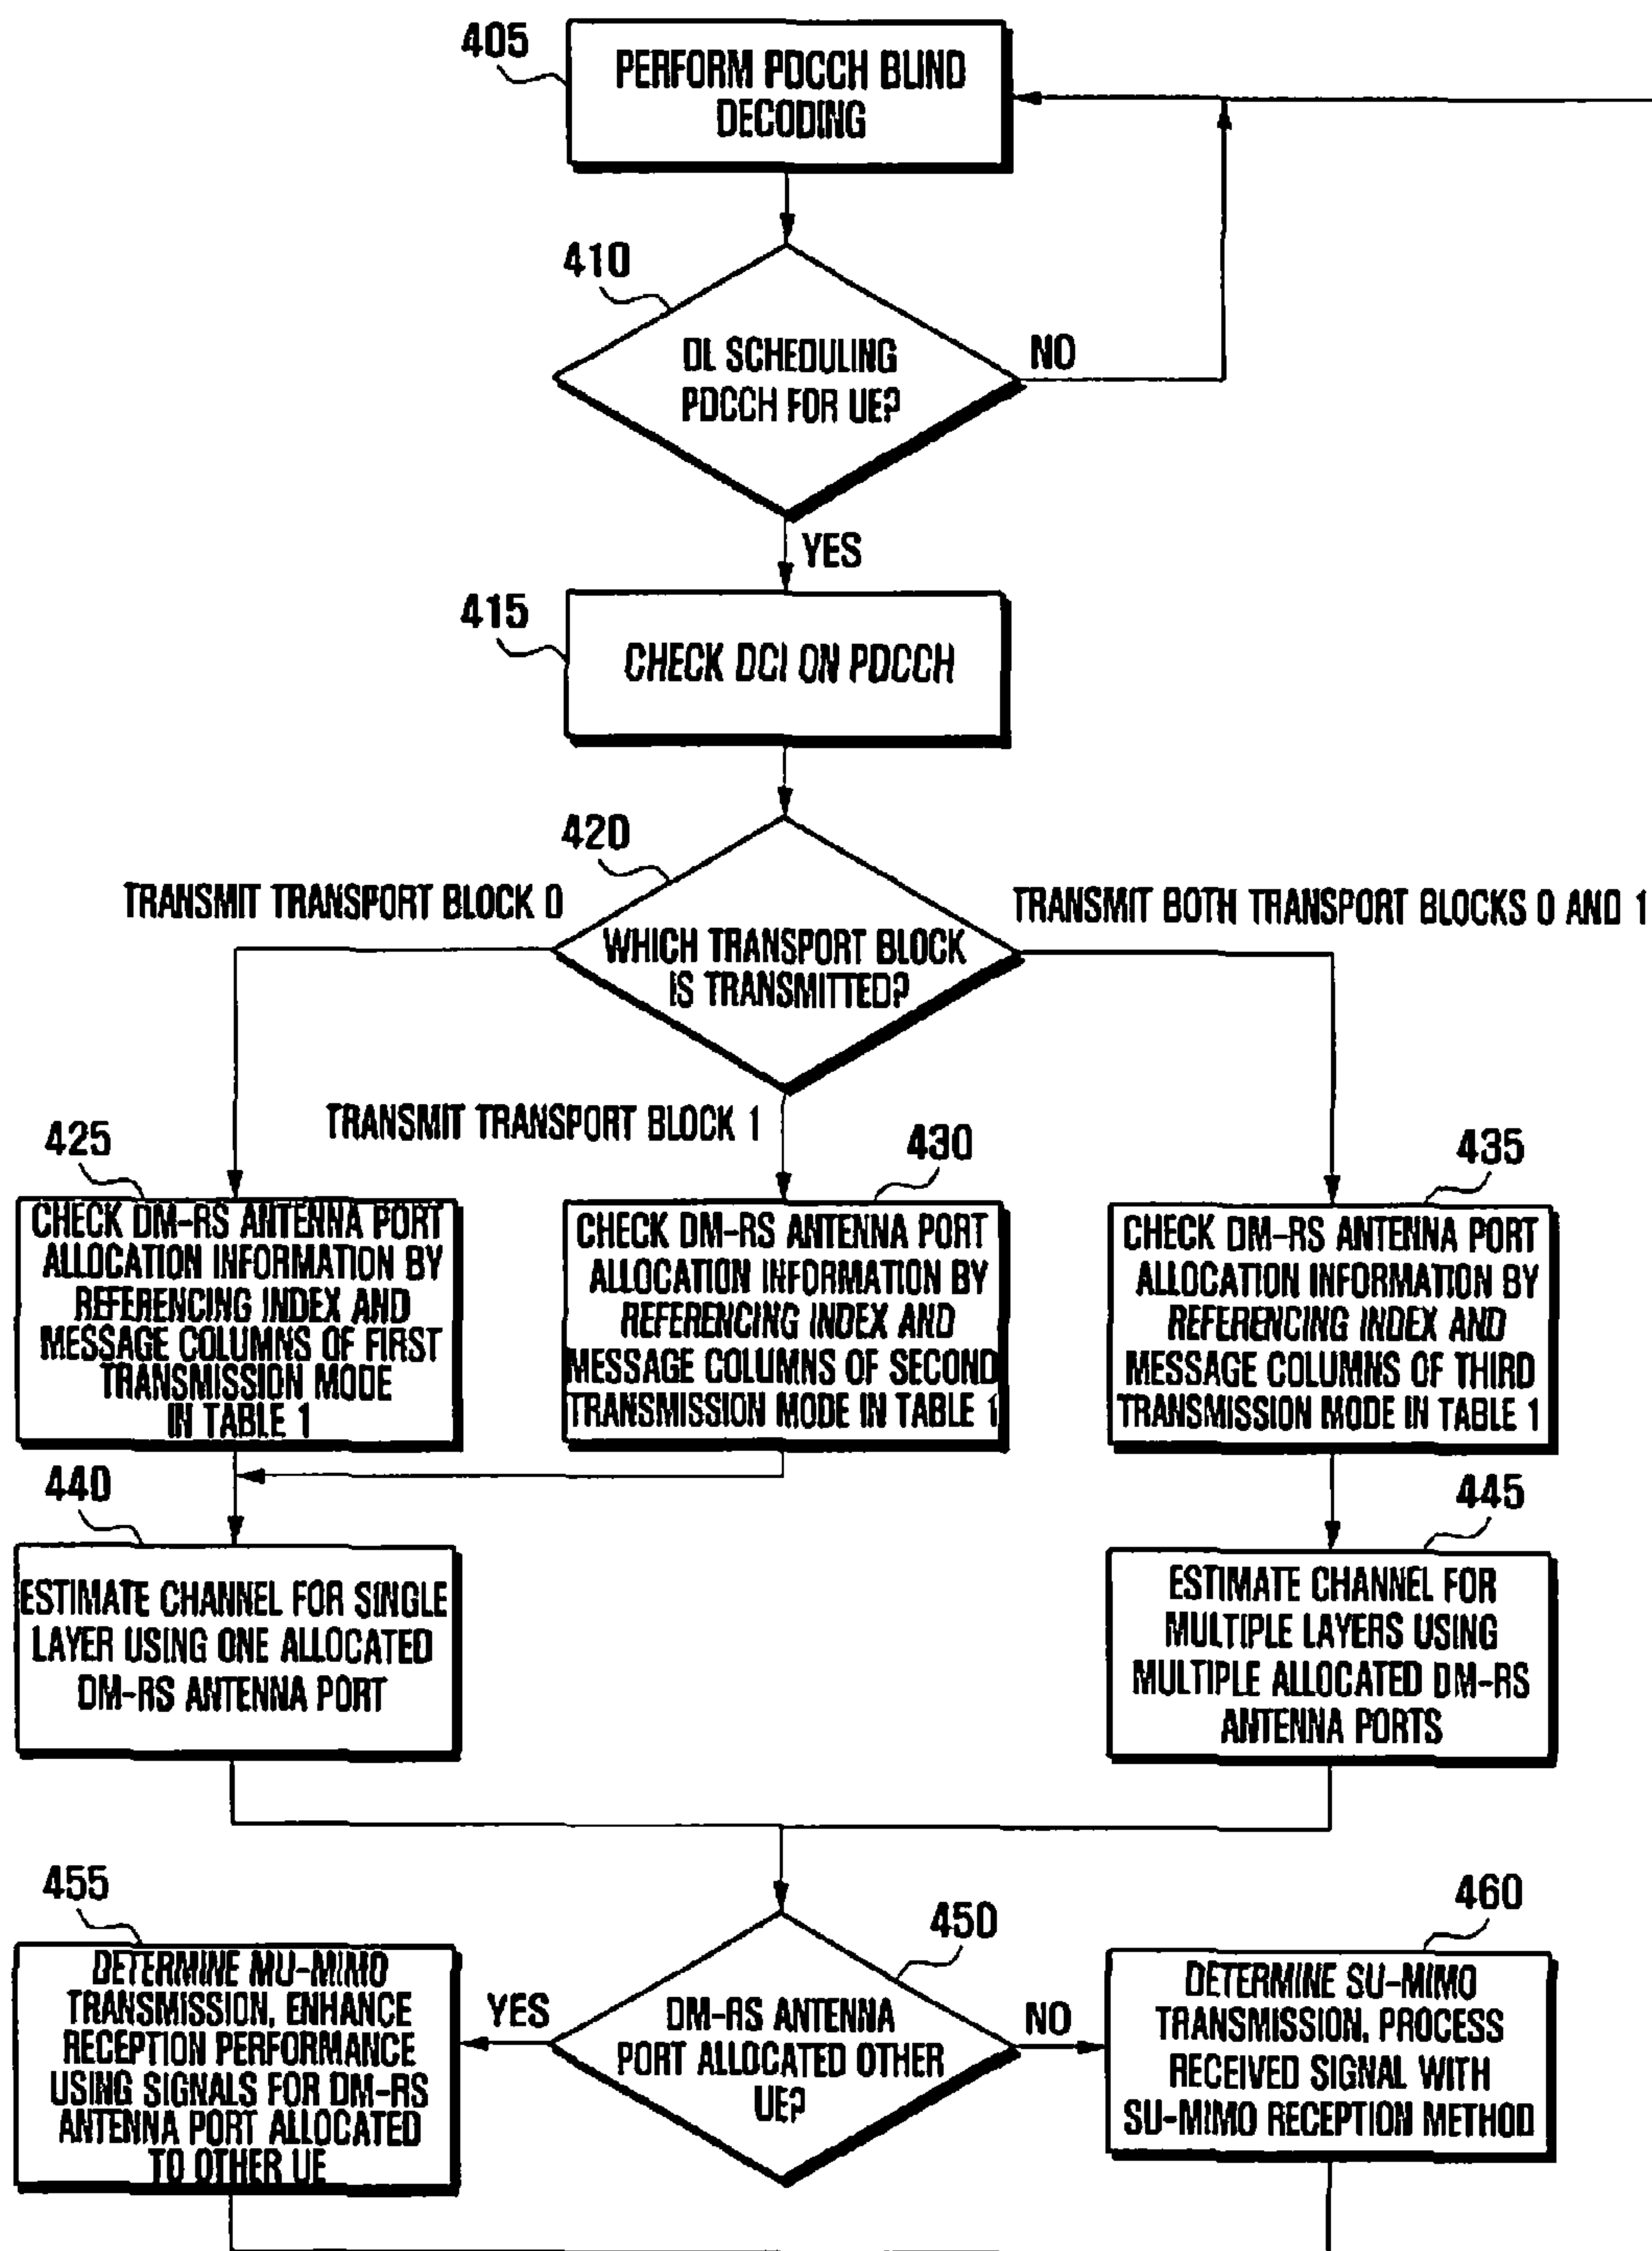 405
PERFORM PDCCH BLIND
DECODING
410
DL SCHEDULING
PDCCH FOR UE?
NO
YES
415
CHECK DCI ON PDCCH
420
TRANSMIT TRANSPORT BLOCK 0
WHICH TRANSPORT BLOCK
IS TRANSMITTED?
TRANSMIT BOTH TRANSPORT BLOCKS 0 AND 1
TRANSMIT TRANSPORT BLOCK 1
425
CHECK DM-RS ANTENNA PORT
ALLOCATION INFORMATION BY
REFERENCING INDEX AND
MESSAGE COLUMNS OF FIRST
TRANSMISSION MODE
IN TABLE 1
430
CHECK DM-RS ANTENNA PORT
ALLOCATION INFORMATION BY
REFERENCING INDEX AND
MESSAGE COLUMNS OF SECOND
TRANSMISSION MODE IN TABLE 1
435
CHECK DM-RS ANTENNA PORT
ALLOCATION INFORMATION BY
REFERENCING INDEX AND
MESSAGE COLUMNS OF THIRD
TRANSMISSION MODE IN TABLE 1
440
ESTIMATE CHANNEL FOR SINGLE
LAYER USING ONE ALLOCATED
DM-RS ANTENNA PORT
445
ESTIMATE CHANNEL FOR
MULTIPLE LAYERS USING
MULTIPLE ALLOCATED DM-RS
ANTENNA PORTS
455
DETERMINE MU-MIMO
TRANSMISSION, ENHANCE
RECEPTION PERFORMANCE
USING SIGNALS FOR DM-RS
ANTENNA PORT ALLOCATED
TO OTHER UE
YES
450
DM-RS ANTENNA
PORT ALLOCATED OTHER
UE?
NO
460
DETERMINE SU-MIMO
TRANSMISSION, PROCESS
RECEIVED SIGNAL WITH
SU-MIMO RECEPTION METHOD